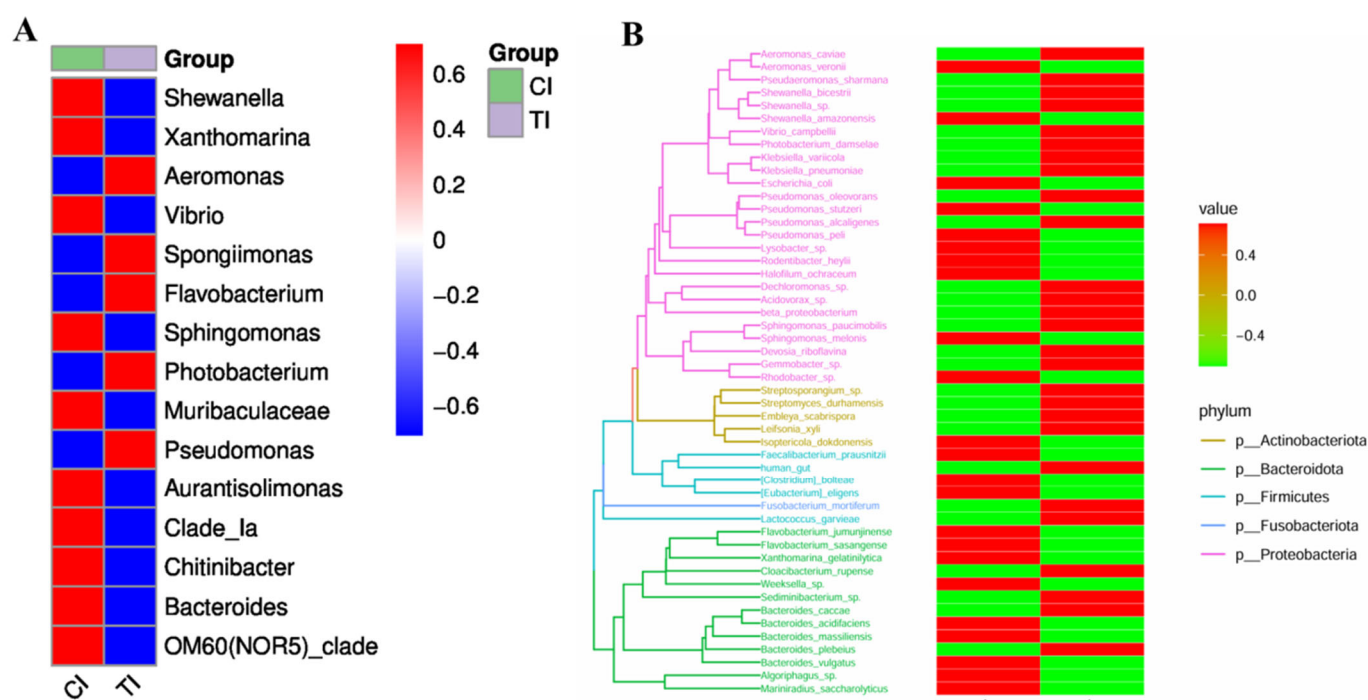 A
Group
Shewanella
Xanthomarina
Aeromonas
Vibrio
Spongiimonas
Flavobacterium
Sphingomonas
Photobacterium
Muribaculaceae
Pseudomonas
Aurantisolimonas
Clade_Ia
Chitinibacter
Bacteroides
OM60(NOR5)_clade
CI
TI
0.6
0.4
0.2
0
−0.2
−0.4
−0.6
Group
CI
TI
B
Aeromonas_caviae
Aeromonas_veronii
Pseudaeromonas_sharmana
Shewanella_bicestrii
Shewanella_sp.
Shewanella_amazonensis
Vibrio_campbellii
Photobacterium_damselae
Klebsiella_variicola
Klebsiella_pneumoniae
Escherichia_coli
Pseudomonas_oleovorans
Pseudomonas_stutzeri
Pseudomonas_alcaligenes
Pseudomonas_peli
Lysobacter_sp.
Rodentibacter_heylii
Halofilum_ochraceum
Dechloromonas_sp.
Acidovorax_sp.
beta_proteobacterium
Sphingomonas_paucimobilis
Sphingomonas_melonis
Devosia_riboflavina
Gemmobacter_sp.
Rhodobacter_sp.
Streptosporangium_sp.
Streptomyces_durhamensis
Embleya_scabrispora
Leifsonia_xyli
Isoptericola_dokdonensis
Faecalibacterium_prausnitzii
human_gut
[Clostridium]_bolteae
[Eubacterium]_eligens
Fusobacterium_mortiferum
Lactococcus_garvieae
Flavobacterium_jumunjinense
Flavobacterium_sasangense
Xanthomarina_gelatinilytica
Cloacibacterium_rupense
Weeksella_sp.
Sediminibacterium_sp.
Bacteroides_caccae
Bacteroides_acidifaciens
Bacteroides_massiliensis
Bacteroides_plebeius
Bacteroides_vulgatus
Algoriphagus_sp.
Mariniradius_saccharolyticus
value
0.4
0.0
−0.4
phylum
p__Actinobacteriota
p__Bacteroidota
p__Firmicutes
p__Fusobacteriota
p__Proteobacteria